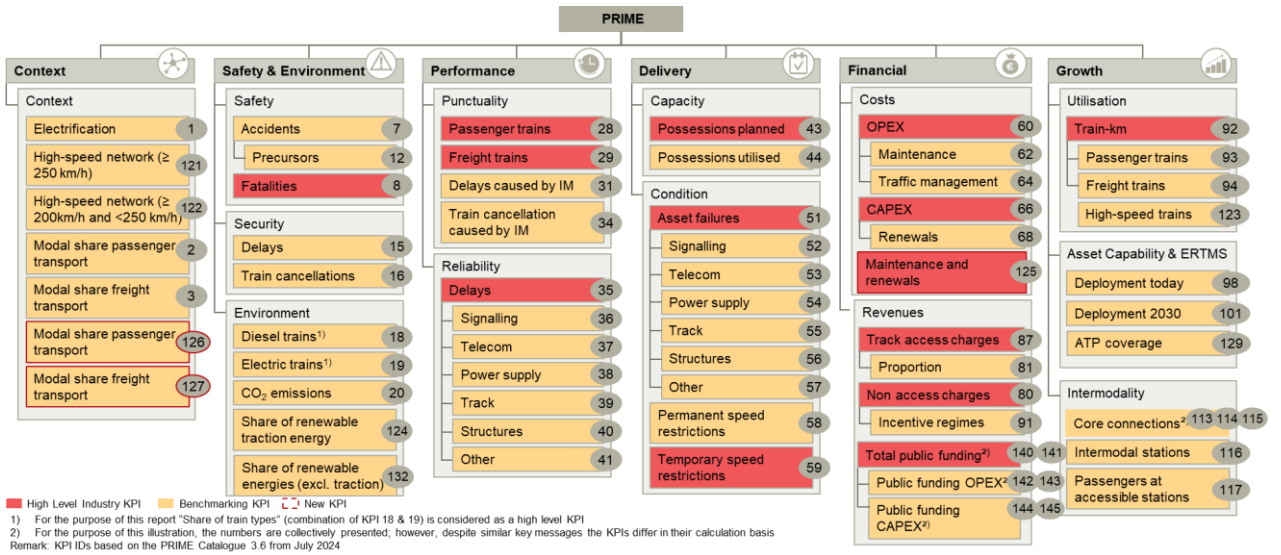 PRIME
Context
Context
Electrification 1
High-speed network (≥
250 km/h) 121
High-speed network (≥
200km/h and <250 km/h) 122
Modal share passenger
transport 2
Modal share freight
transport 3
Modal share passenger
transport 126
Modal share freight
transport 127
Safety & Environment
Safety
Accidents 7
Precursors 12
Fatalities 8
Security
Delays 15
Train cancellations 16
Environment
Diesel trains¹⁾ 18
Electric trains¹⁾ 19
CO₂ emissions 20
Share of renewable
traction energy 124
Share of renewable
energies (excl. traction) 132
Performance
Punctuality
Passenger trains 28
Freight trains 29
Delays caused by IM 31
Train cancellation
caused by IM 34
Reliability
Delays 35
Signalling 36
Telecom 37
Power supply 38
Track 39
Structures 40
Other 41
Delivery
Capacity
Possessions planned 43
Possessions utilised 44
Condition
Asset failures 51
Signalling 52
Telecom 53
Power supply 54
Track 55
Structures 56
Other 57
Permanent speed
restrictions 58
Temporary speed
restrictions 59
Financial
Costs
OPEX 60
Maintenance 62
Traffic management 64
CAPEX 66
Renewals 68
Maintenance and
renewals 125
Revenues
Track access charges 87
Proportion 81
Non access charges 80
Incentive regimes 91
Total public funding²⁾ 140 141
Public funding OPEX² 142 143
Public funding
CAPEX²⁾ 144 145
Growth
Utilisation
Train-km 92
Passenger trains 93
Freight trains 94
High-speed trains 123
Asset Capability & ERTMS
Deployment today 98
Deployment 2030 101
ATP coverage 129
Intermodality
Core connections², 113 114 115
Intermodal stations 116
Passengers at
accessible stations 117
High Level Industry KPI Benchmarking KPI New KPI
1) For the purpose of this report "Share of train types" (combination of KPI 18 & 19) is considered as a high level KPI
2) For the purpose of this illustration, the numbers are collectively presented; however, despite similar key messages the KPIs differ in their calculation basis
Remark: KPI IDs based on the PRIME Catalogue 3.6 from July 2024